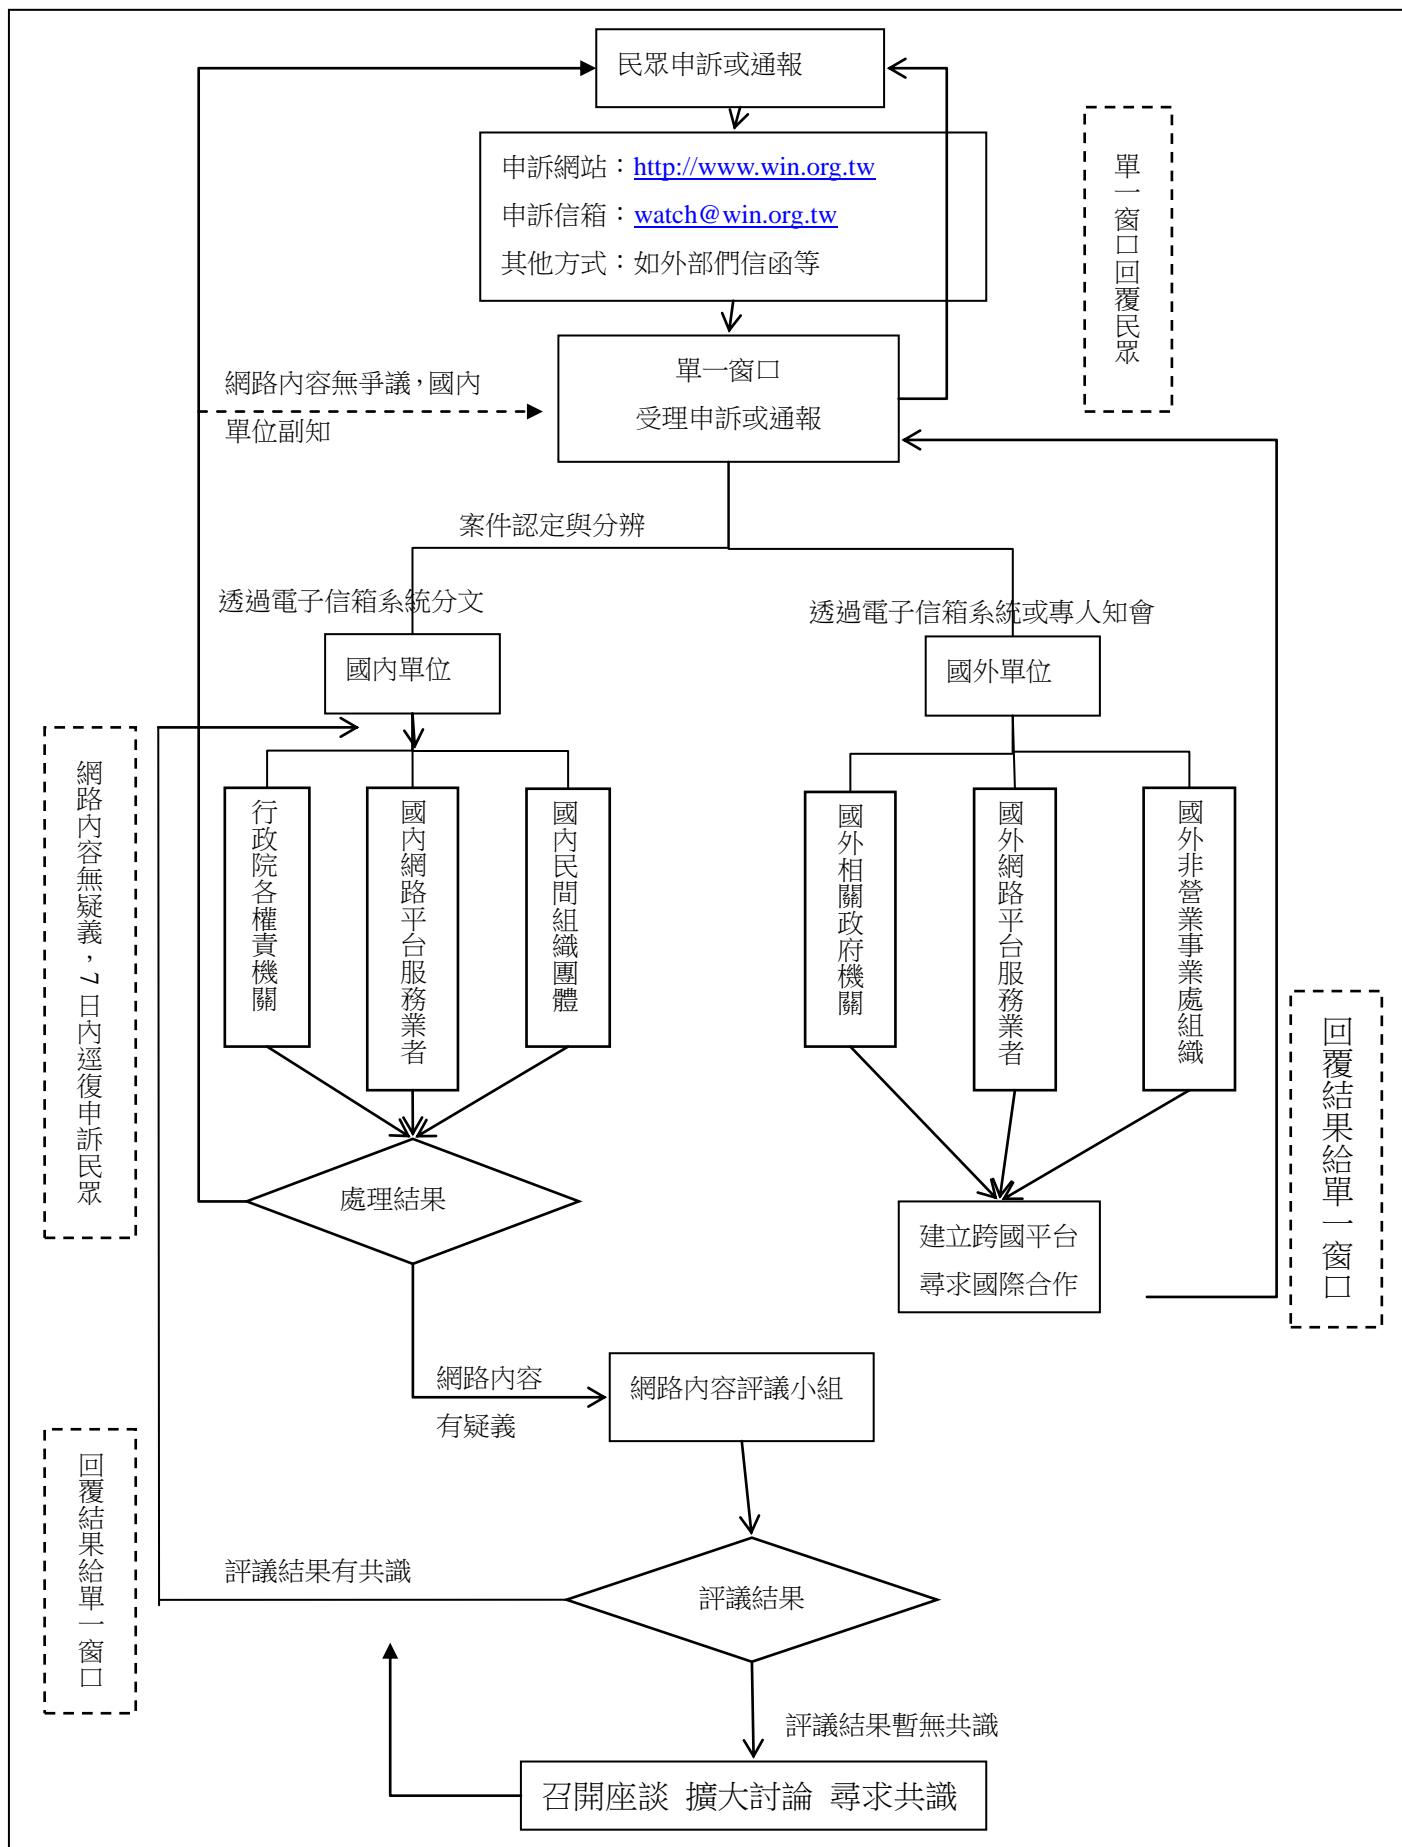 民眾申訴或通報
申訴網站：http://www.win.org.tw
申訴信箱：watch@win.org.tw
其他方式：如外部們信函等
單一窗口回覆民眾
單一窗口
受理申訴或通報
網路內容無爭議，國內
單位副知
案件認定與分辨
透過電子信箱系統分文
透過電子信箱系統或專人知會
國內單位
國外單位
網路內容無疑義，7日內逕復申訴民眾
行政院各權責機關
國內網路平台服務業者
國內民間組織團體
國外相關政府機關
國外網路平台服務業者
國外非營業事業處組織
回覆結果給單一窗口
處理結果
建立跨國平台
尋求國際合作
網路內容
有疑義
網路內容評議小組
回覆結果給單一窗口
評議結果有共識
評議結果
評議結果暫無共識
召開座談 擴大討論 尋求共識